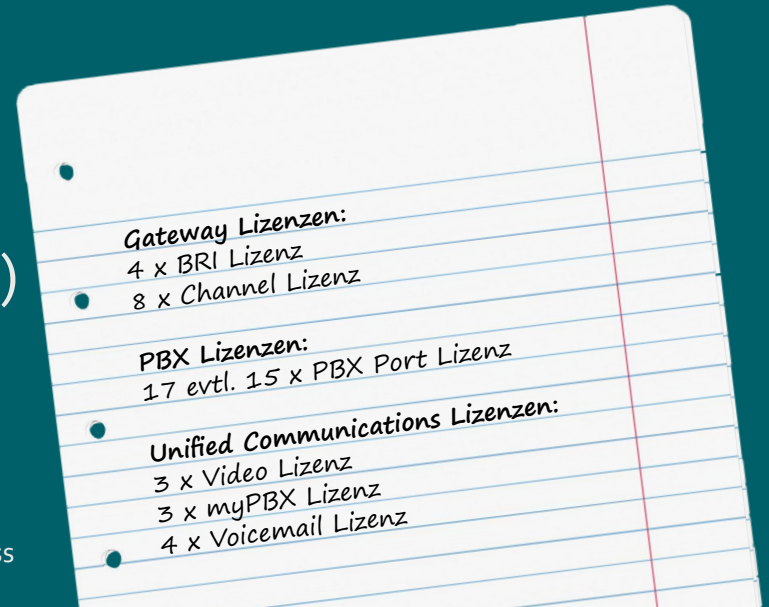 Gateway Lizenzen:
4 x BRI Lizenz
8 x Channel Lizenz
PBX Lizenzen:
17 evtl. 15 x PBX Port Lizenz
Unified Communications Lizenzen:
3 x Video Lizenz
3 x myPBX Lizenz
4 x Voicemail Lizenz
)